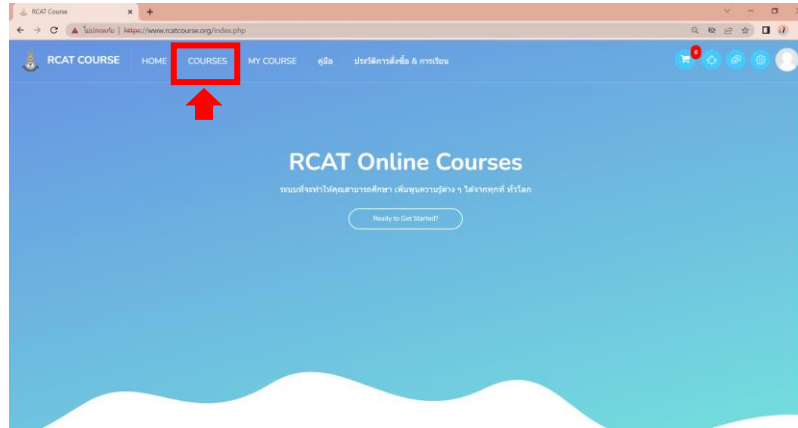 RCAT Course
ไม่ปลอดภัย | https://www.rcatcourse.org/index.php
RCAT COURSE HOME COURSES MY COURSE คู่มือ ประวัติการสั่งซื้อ & การเรียน
RCAT Online Courses
ระบบที่จะทำให้คุณสามารถศึกษา เพิ่มพูนความรู้ต่าง ๆ ได้จากทุกที่ ทั่วโลก
Ready to Get Started?